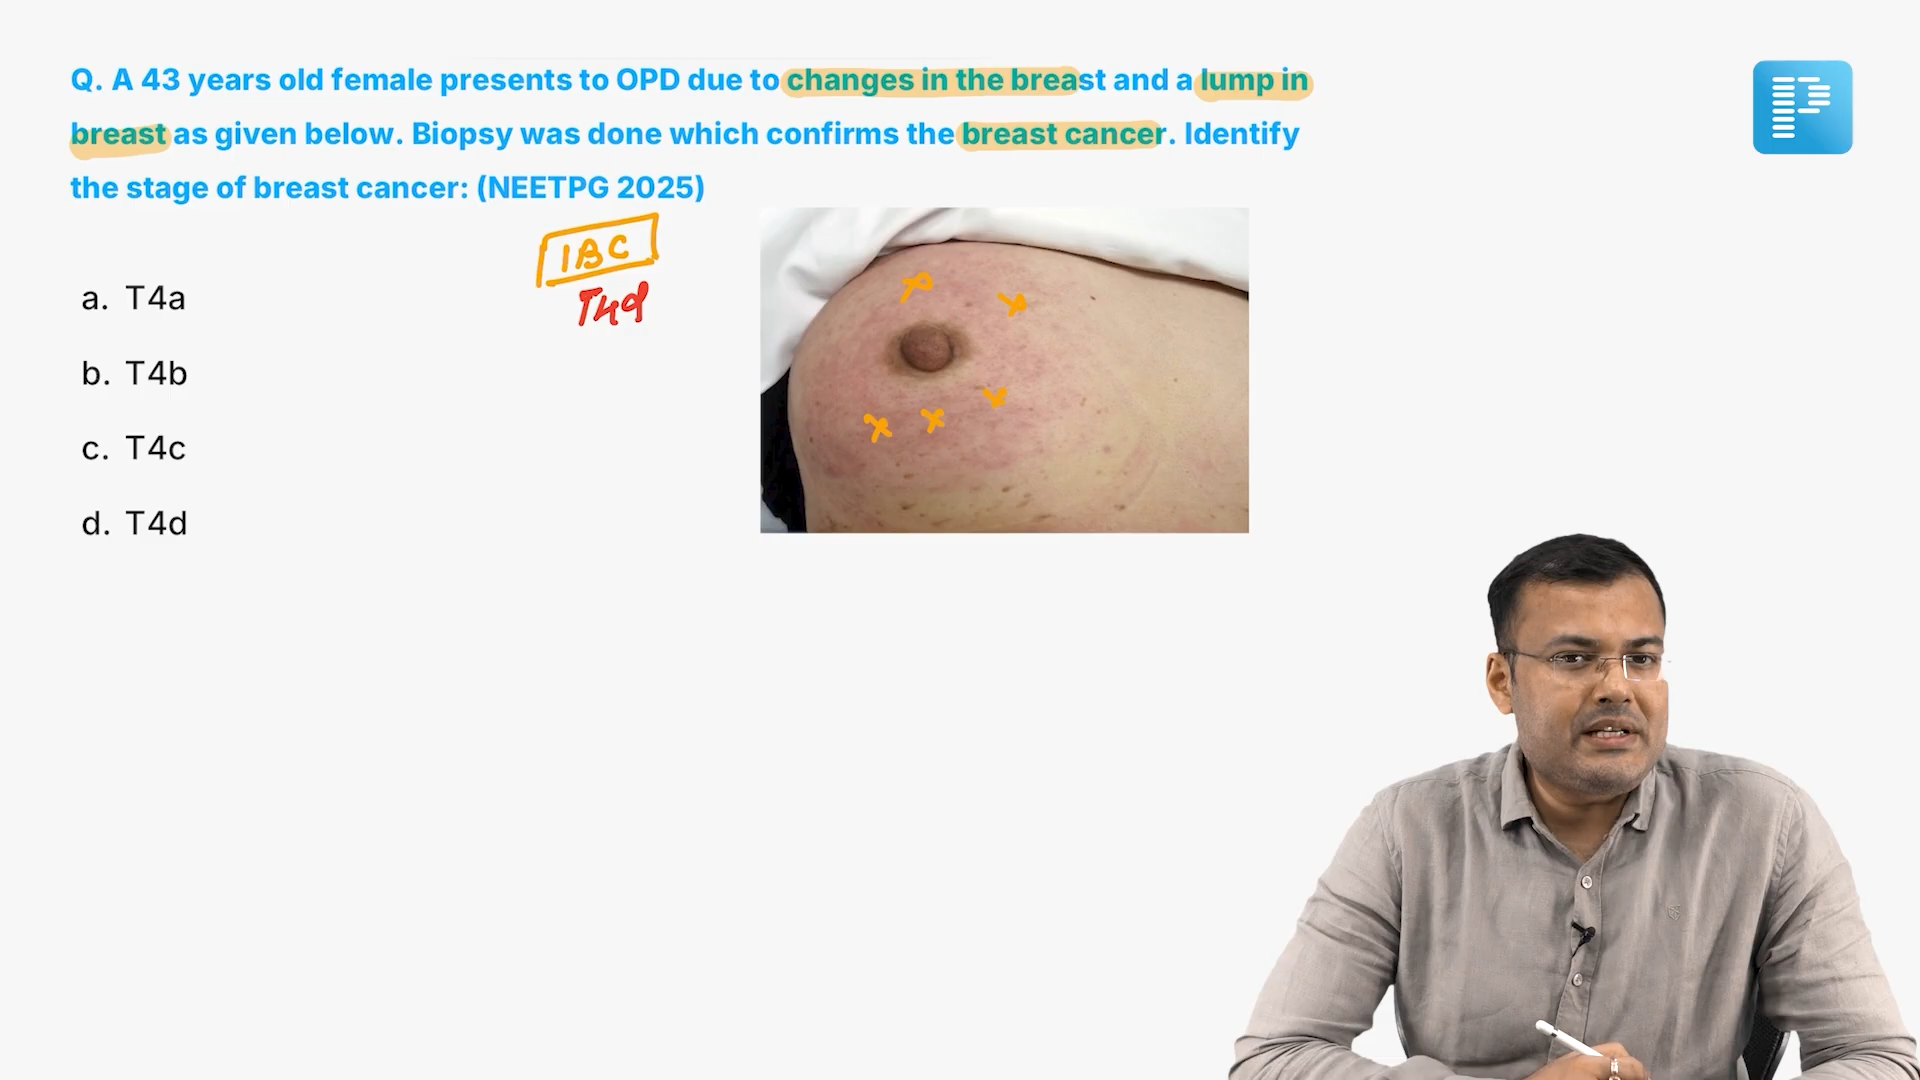 Q. A 43 years old female presents to OPD due to changes in the breast and a lump in
breast as given below. Biopsy was done which confirms the breast cancer. Identify
the stage of breast cancer: (NEETPG 2025)
IBC
T4d
a. T4a
b. T4b
c. T4c
d. T4d